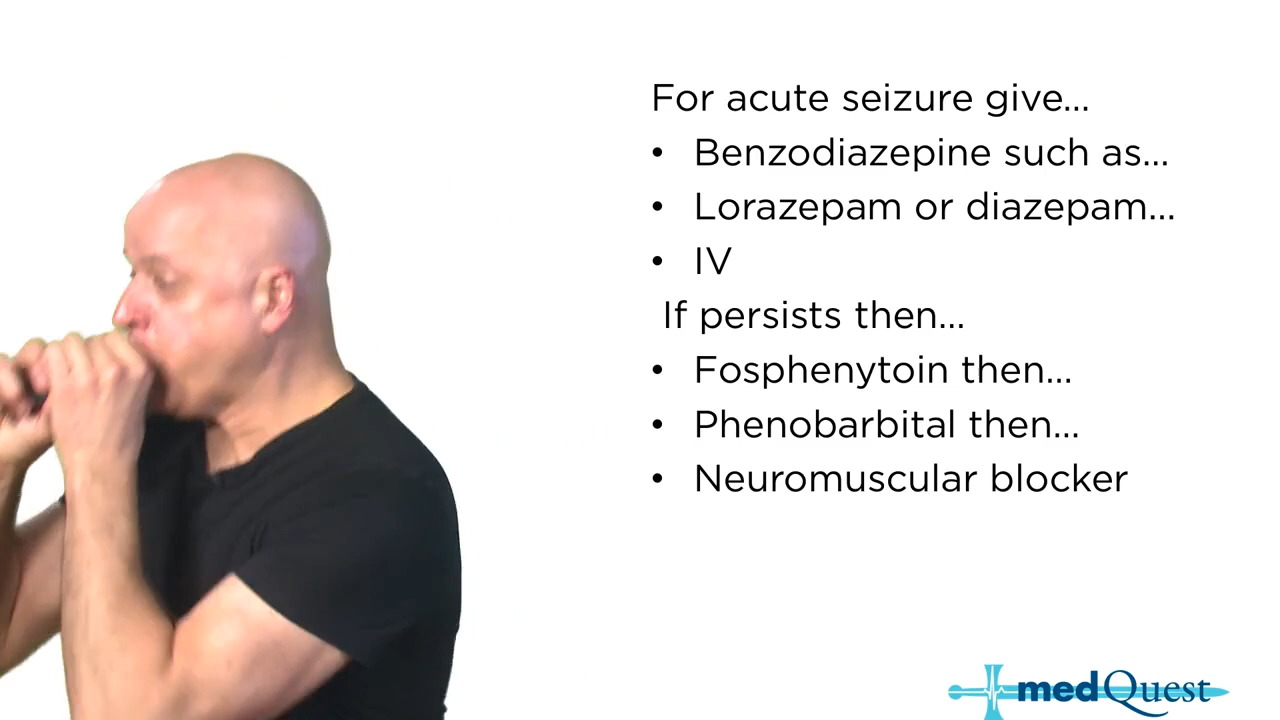 For acute seizure give...
• Benzodiazepine such as...
• Lorazepam or diazepam...
• IV
If persists then...
• Fosphenytoin then...
• Phenobarbital then...
• Neuromuscular blocker
medQuest